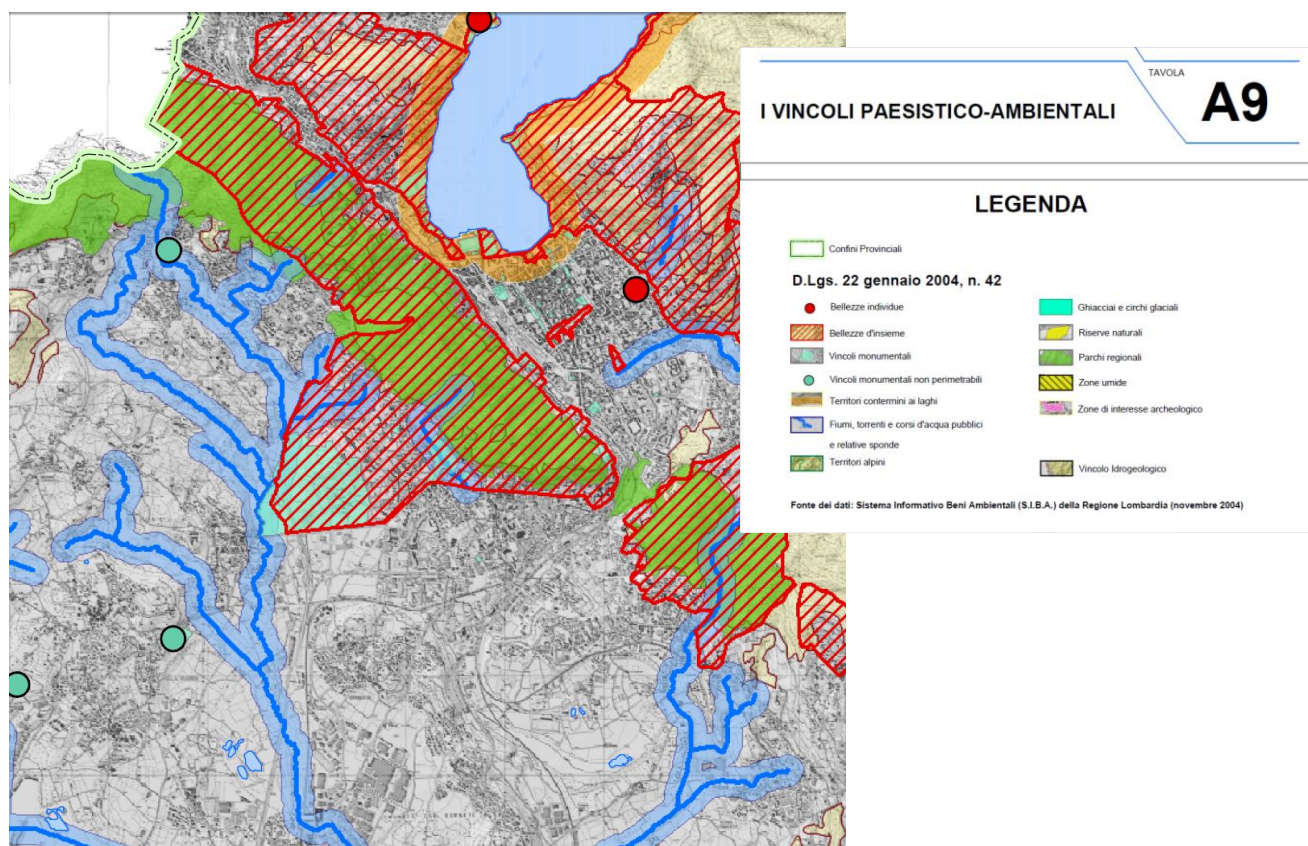 TAVOLA
I VINCOLI PAESISTICO-AMBIENTALI
A9
LEGENDA
Confini Provinciali
D.Lgs. 22 gennaio 2004, n. 42
Bellezze individue
Bellezze d'insieme
Vincoli monumentali
Vincoli monumentali non perimetrabili
Territori contermini ai laghi
Fiumi, torrenti e corsi d'acqua pubblici
e relative sponde
Territori alpini
Ghiacciai e circhi glaciali
Riserve naturali
Parchi regionali
Zone umide
Zone di interesse archeologico
Vincolo Idrogeologico
Fonte dei dati: Sistema Informativo Beni Ambientali (S.I.B.A.) della Regione Lombardia (novembre 2004)